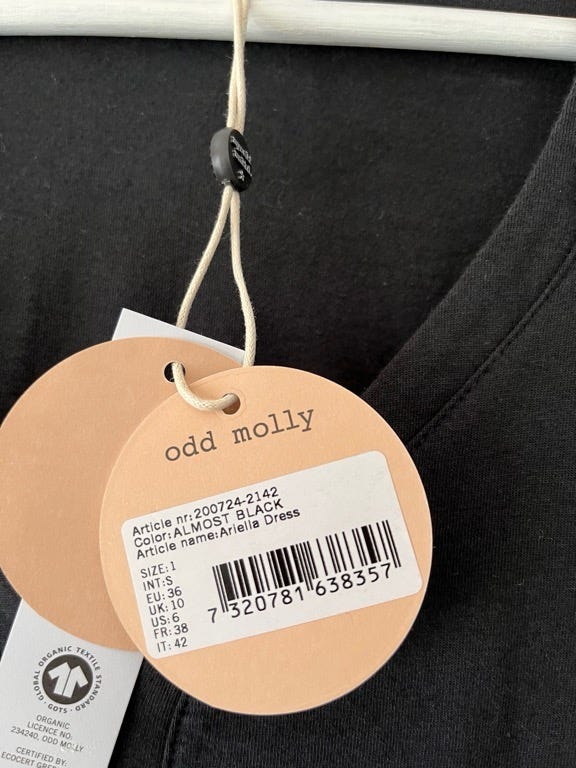 odd molly
Article nr:200724-2142
Color:ALMOST BLACK
Article name:Ariella Dress
SIZE:1
INT:S
EU: 36
UK: 10
US: 6
FR: 38
IT: 42
7 320781 638357
GLOBAL ORGANIC TEXTILE STANDARD
· GOTS ·
ORGANIC
LICENCE NO.
234240, ODD MOLLY
CERTIFIED BY: